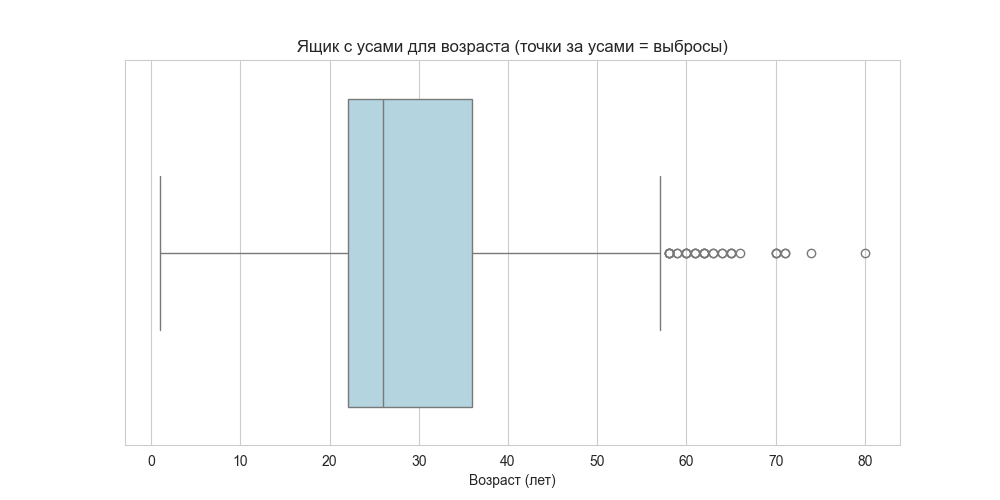 Ящик с усами для возраста (точки за усами = выбросы)
0 10 20 30 40 50 60 70 80
Возраст (лет)